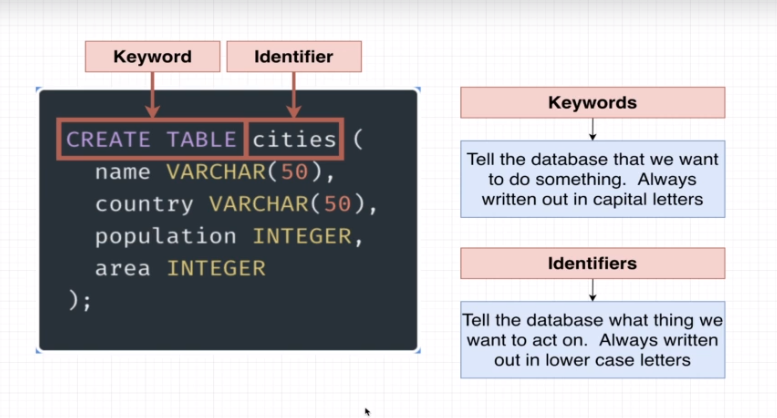 Keyword
Identifier
CREATE TABLE cities (
name VARCHAR(50),
country VARCHAR(50),
population INTEGER,
area INTEGER
);
Keywords
Tell the database that we want
to do something. Always
written out in capital letters
Identifiers
Tell the database what thing we
want to act on. Always written
out in lower case letters